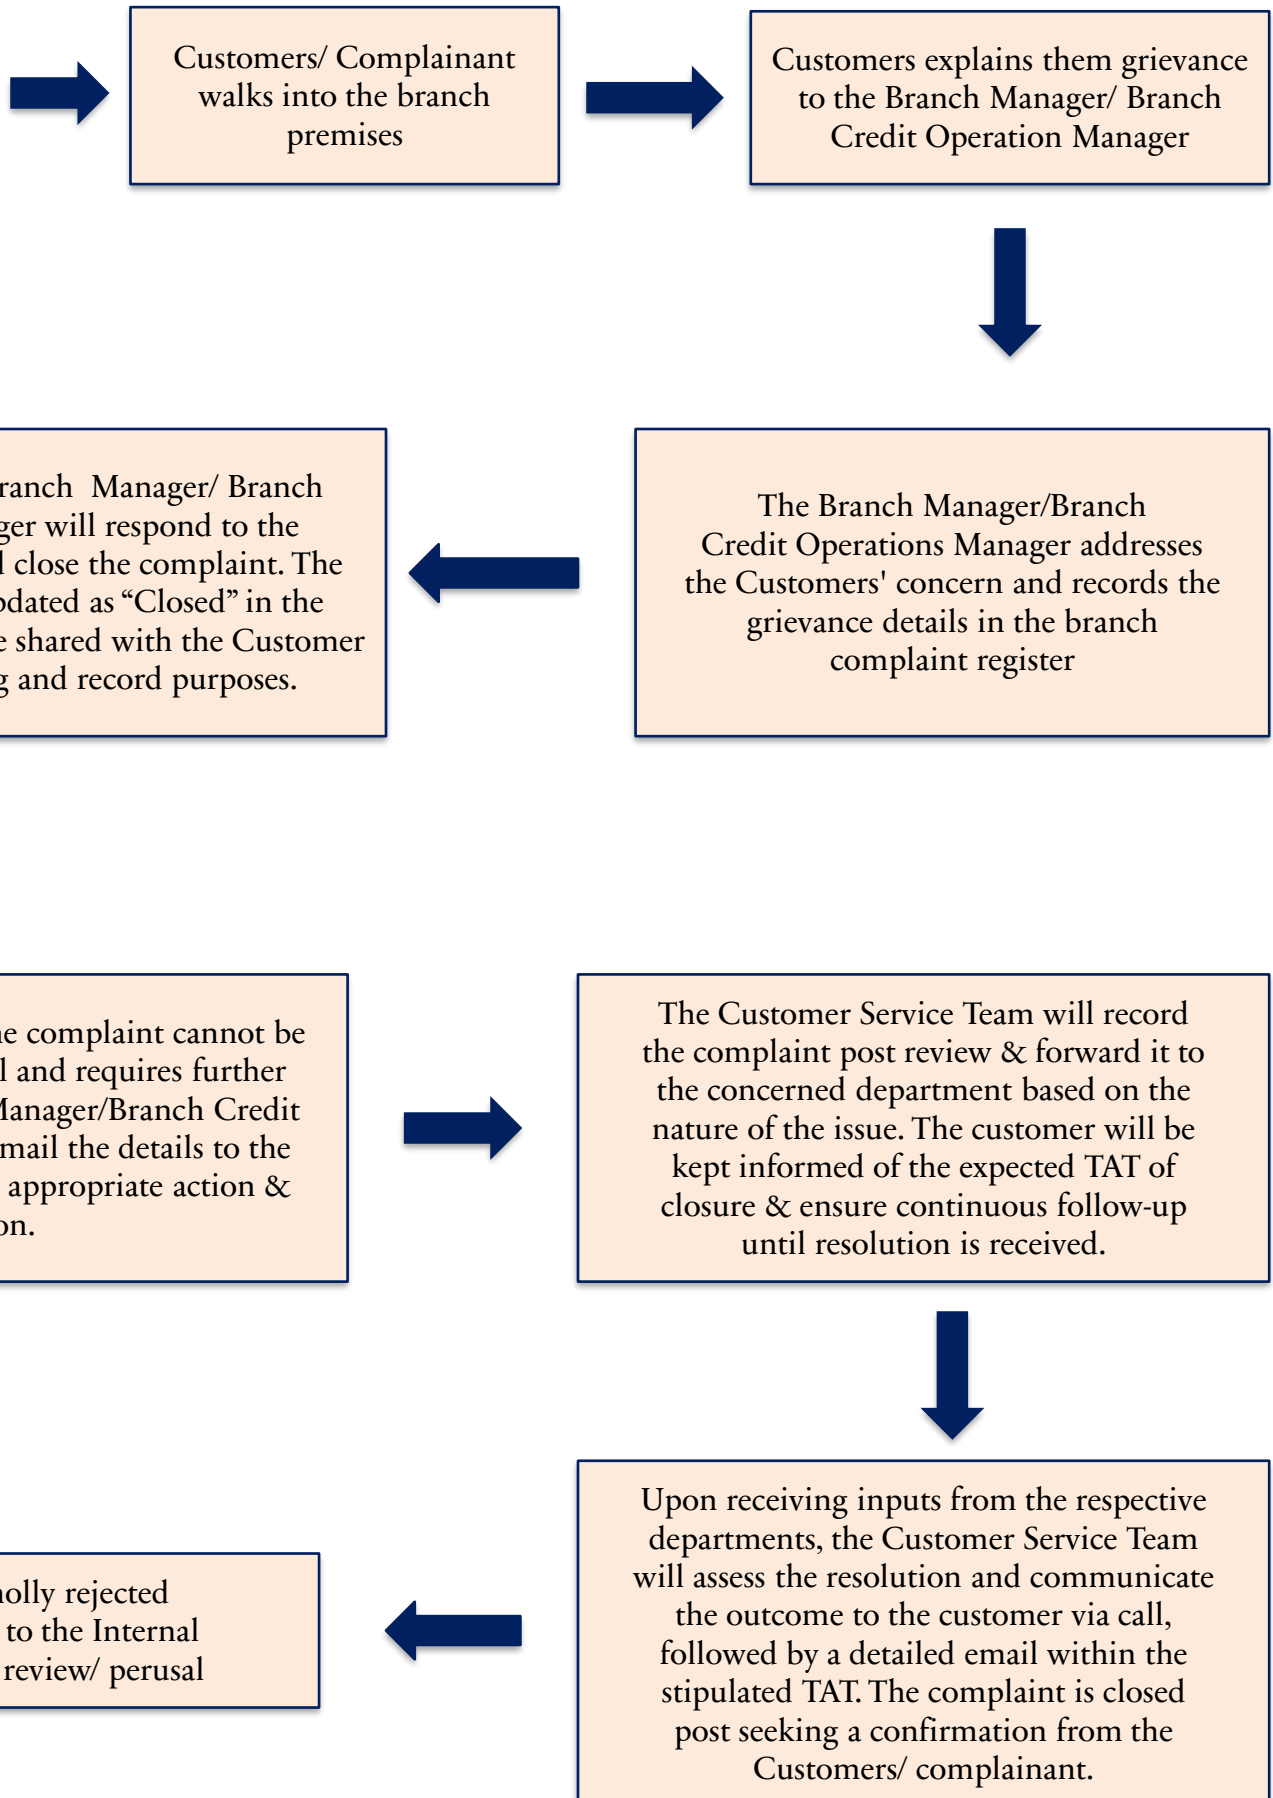 Customers/ Complainant
walks into the branch
premises
Customers explains them grievance
to the Branch Manager/ Branch
Credit Operation Manager
The Branch Manager/Branch
Credit Operations Manager addresses
the Customers' concern and records the
grievance details in the branch
complaint register
Manager/ Branch
will respond to the
close the complaint. The
as “Closed” in the
shared with the Customer
and record purposes.
complaint cannot be
and requires further
Manager/Branch Credit
the details to the
appropriate action &
The Customer Service Team will record
the complaint post review & forward it to
the concerned department based on the
nature of the issue. The customer will be
kept informed of the expected TAT of
closure & ensure continuous follow-up
until resolution is received.
Upon receiving inputs from the respective
departments, the Customer Service Team
will assess the resolution and communicate
the outcome to the customer via call,
followed by a detailed email within the
stipulated TAT. The complaint is closed
post seeking a confirmation from the
Customers/ complainant.
rejected
to the Internal
review/ perusal